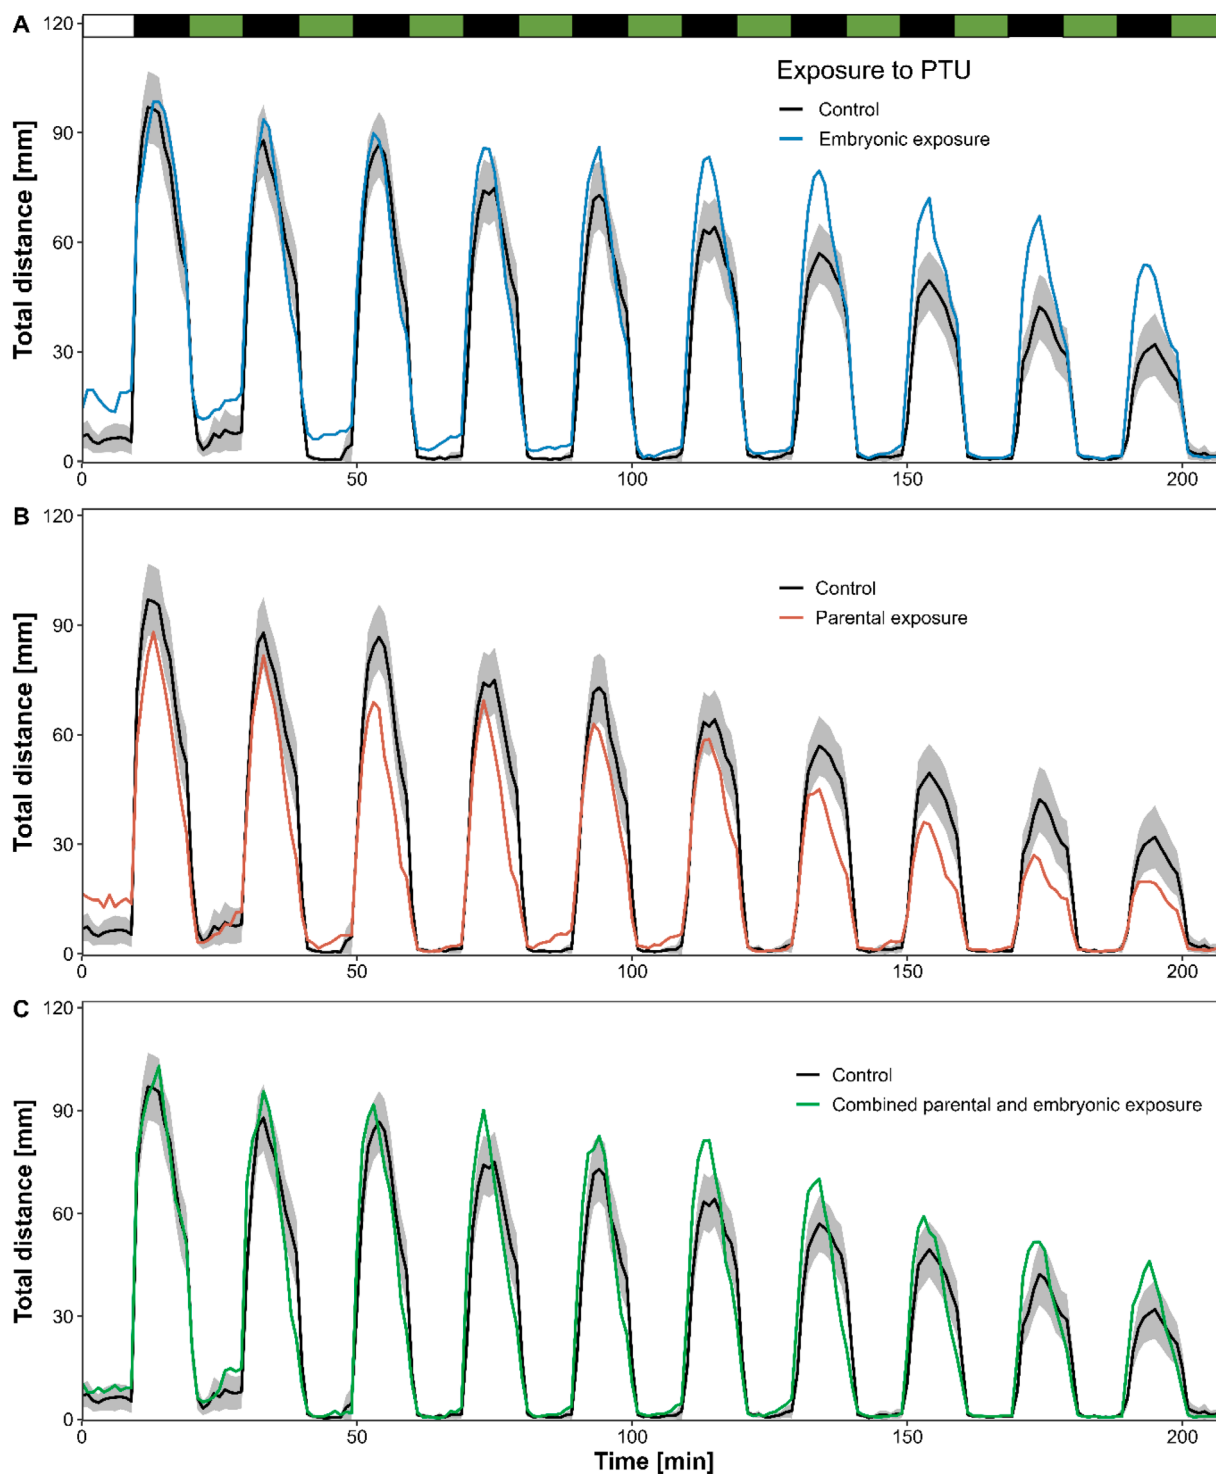 A
120
90
60
30
0
Total distance [mm]
Exposure to PTU
Control
Embryonic exposure
0
50
100
150
200
B
120
90
60
30
0
Total distance [mm]
Control
Parental exposure
0
50
100
150
200
C
120
90
60
30
0
Total distance [mm]
Control
Combined parental and embryonic exposure
0
50
100
150
200
Time [min]